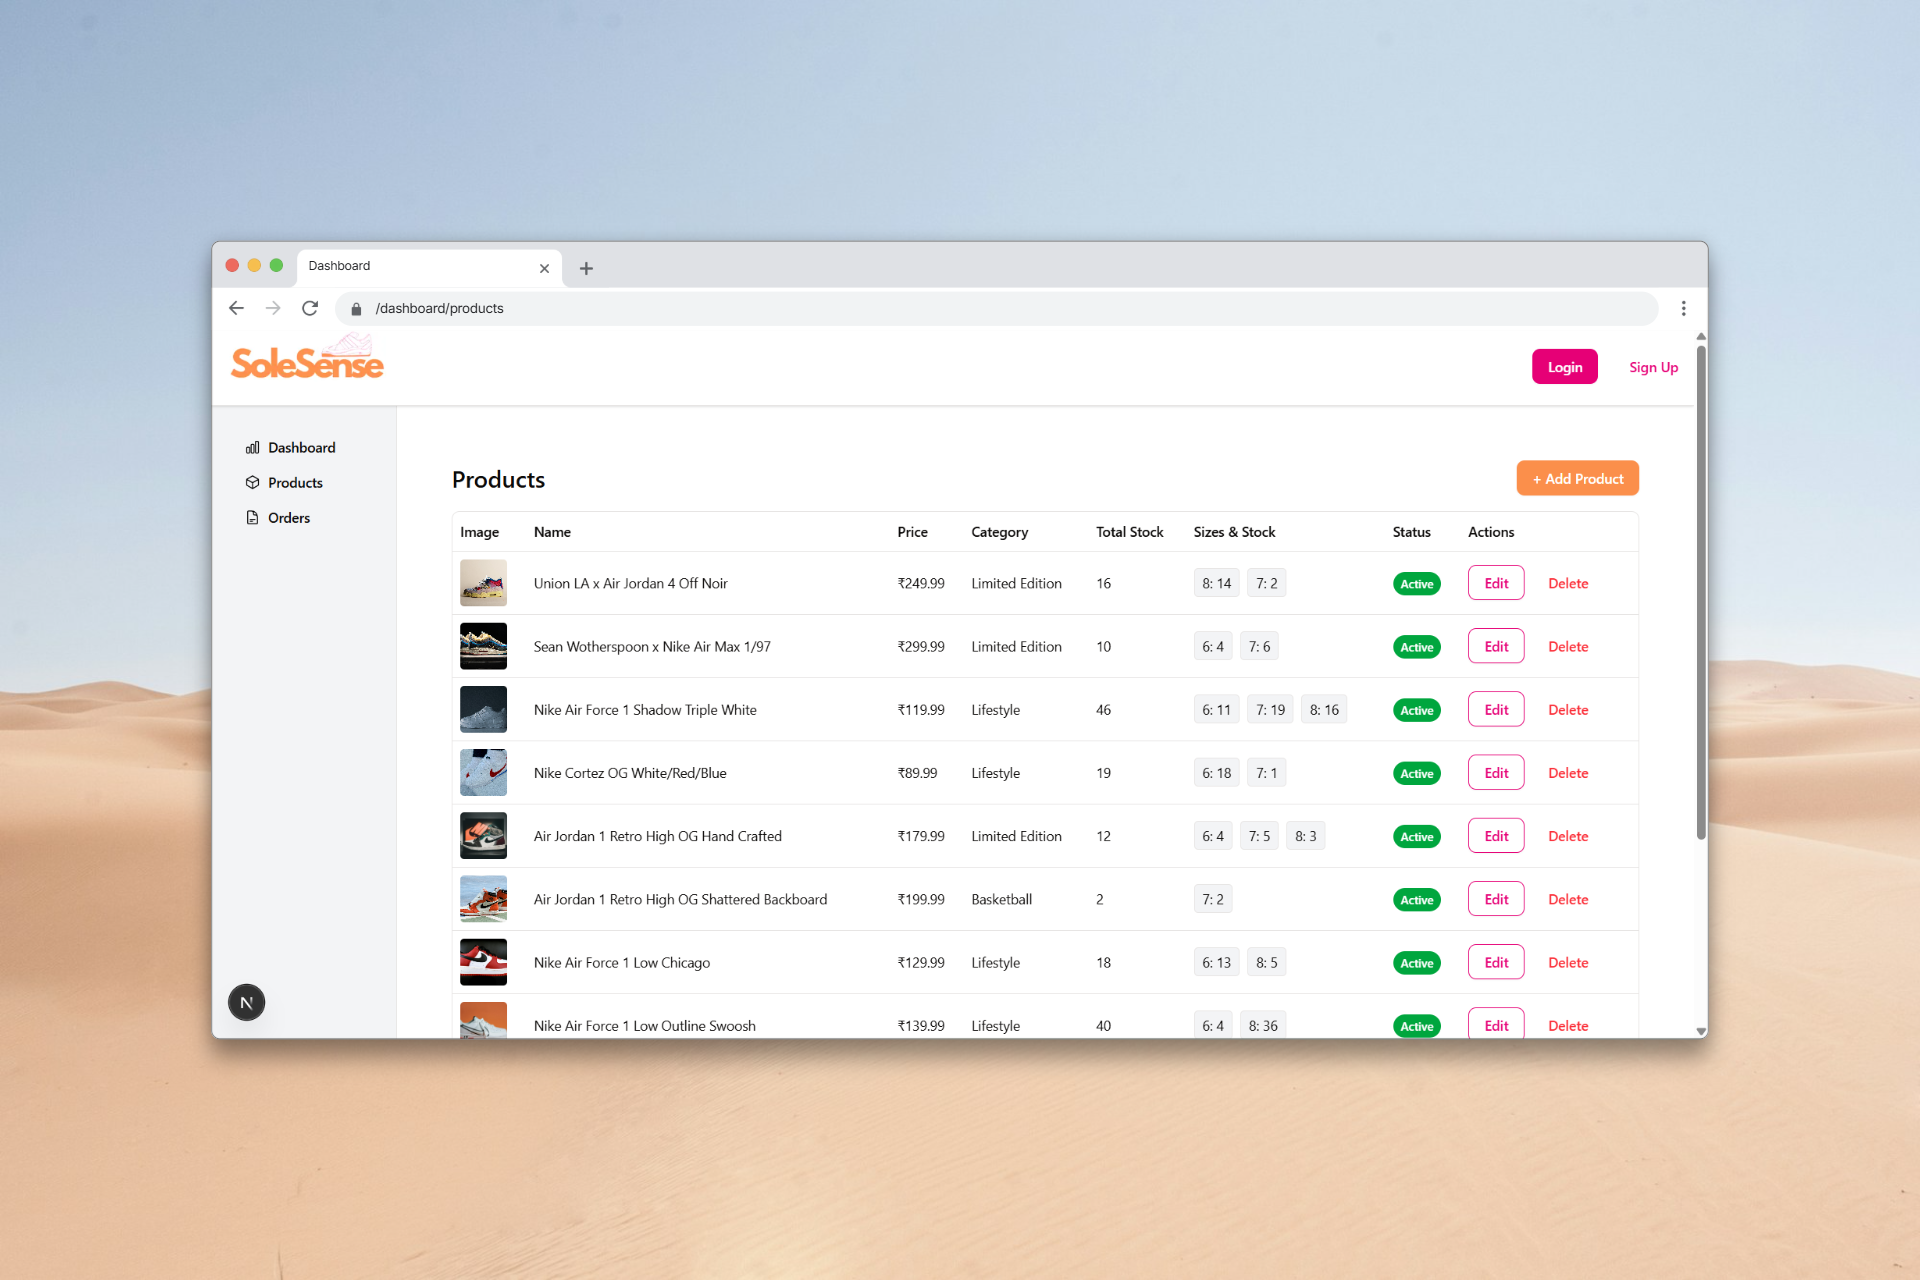 Dashboard
/dashboard/products
SoleSense
Login
Sign Up
Dashboard
Products
Orders
Products
+ Add Product
Image Name Price Category Total Stock Sizes & Stock Status Actions
Union LA x Air Jordan 4 Off Noir ₹249.99 Limited Edition 16 8: 14 7: 2 Active Edit Delete
Sean Wotherspoon x Nike Air Max 1/97 ₹299.99 Limited Edition 10 6: 4 7: 6 Active Edit Delete
Nike Air Force 1 Shadow Triple White ₹119.99 Lifestyle 46 6: 11 7: 19 8: 16 Active Edit Delete
Nike Cortez OG White/Red/Blue ₹89.99 Lifestyle 19 6: 18 7: 1 Active Edit Delete
Air Jordan 1 Retro High OG Hand Crafted ₹179.99 Limited Edition 12 6: 4 7: 5 8: 3 Active Edit Delete
Air Jordan 1 Retro High OG Shattered Backboard ₹199.99 Basketball 2 7: 2 Active Edit Delete
Nike Air Force 1 Low Chicago ₹129.99 Lifestyle 18 6: 13 8: 5 Active Edit Delete
Nike Air Force 1 Low Outline Swoosh ₹139.99 Lifestyle 40 6: 4 8: 36 Active Edit Delete
N